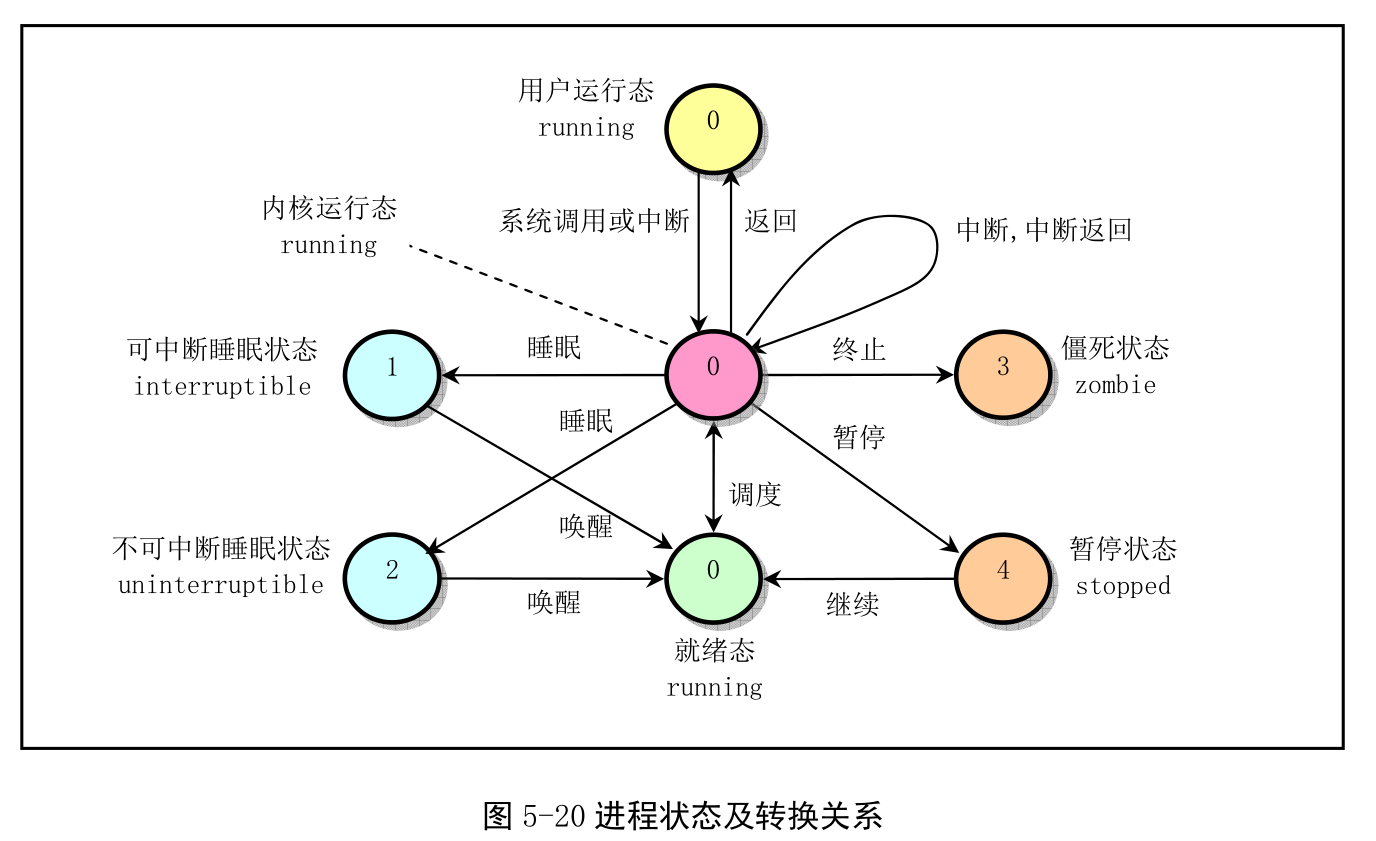 用户运行态
running
0
内核运行态
running
系统调用或中断
返回
中断,中断返回
可中断睡眠状态
interruptible
1
睡眠
0
终止
3
僵死状态
zombie
睡眠
暂停
调度
唤醒
不可中断睡眠状态
uninterruptible
2
唤醒
0
继续
4
暂停状态
stopped
就绪态
running
图 5-20 进程状态及转换关系